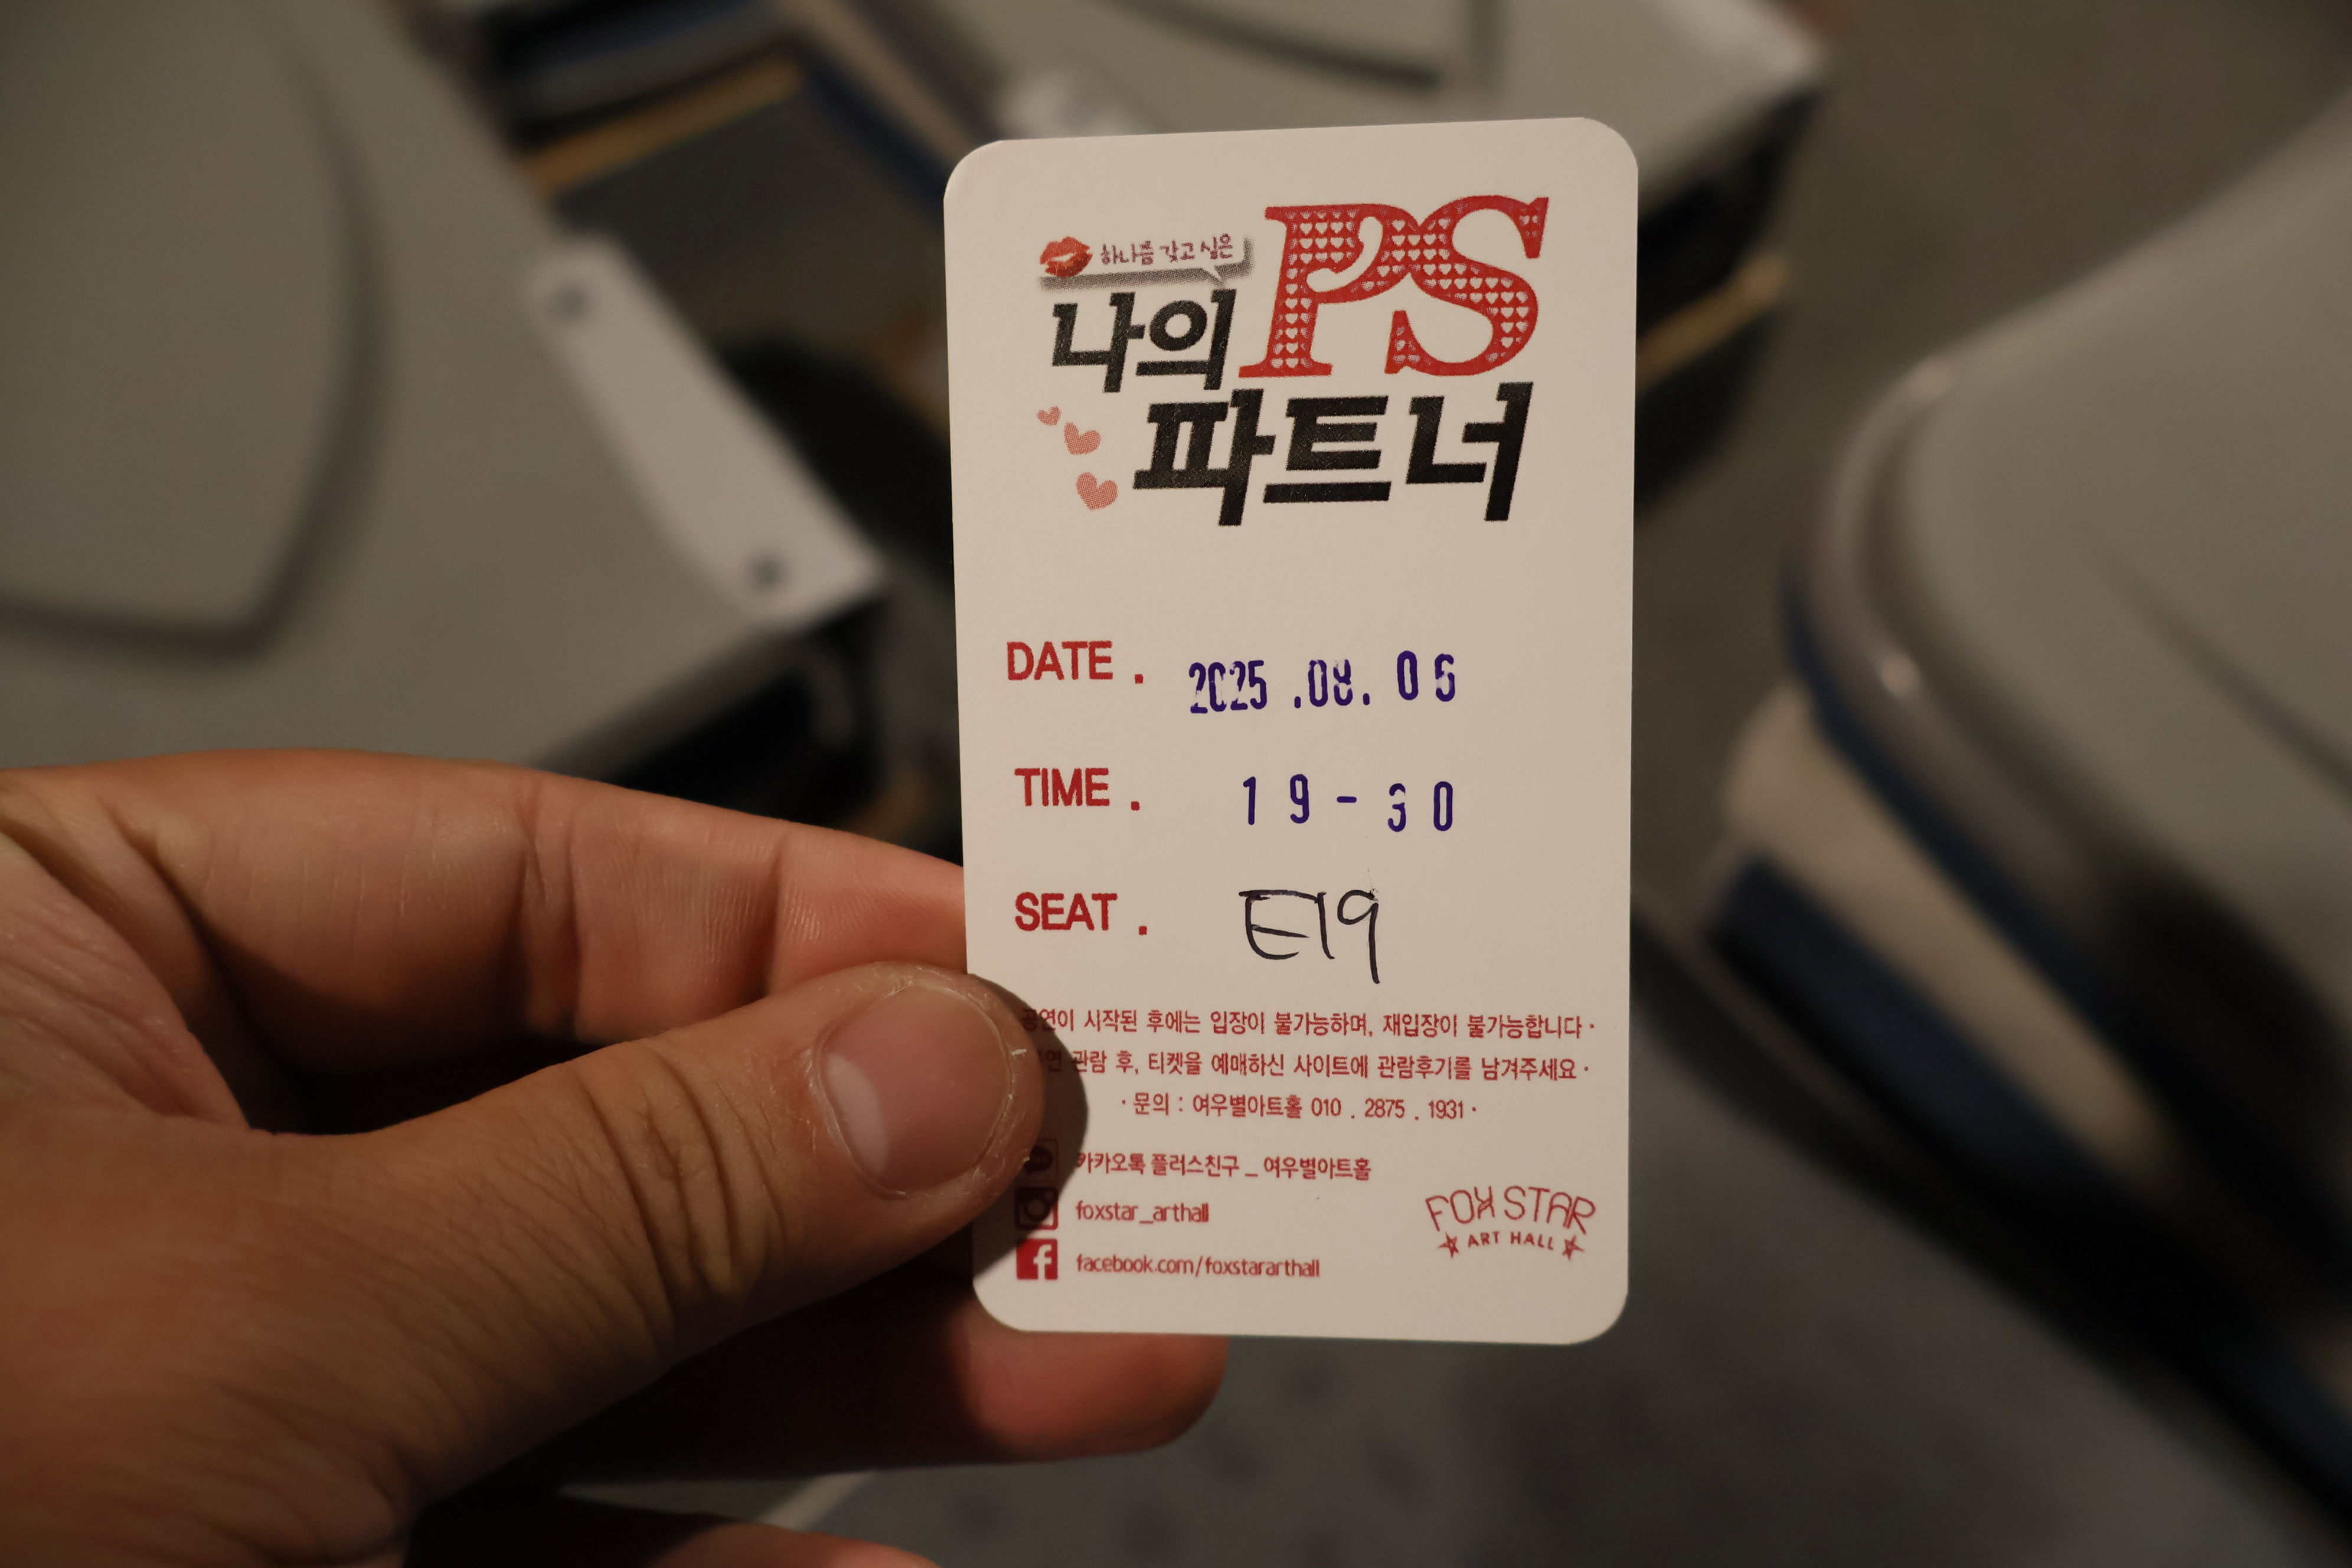 하나쯤 갖고 싶은
나의 PS
파트너
DATE . 2025 .08. 05
TIME . 19-30
SEAT . E19
공연이 시작된 후에는 입장이 불가능하며, 재입장이 불가능합니다·
관람 후, 티켓을 예매하신 사이트에 관람후기를 남겨주세요·
·문의 : 여우별아트홀 010 . 2875 . 1931·
카카오톡 플러스친구 _ 여우별아트홀
foxstar_arthall
facebook.com/foxstararthall
FOX STAR
ART HALL